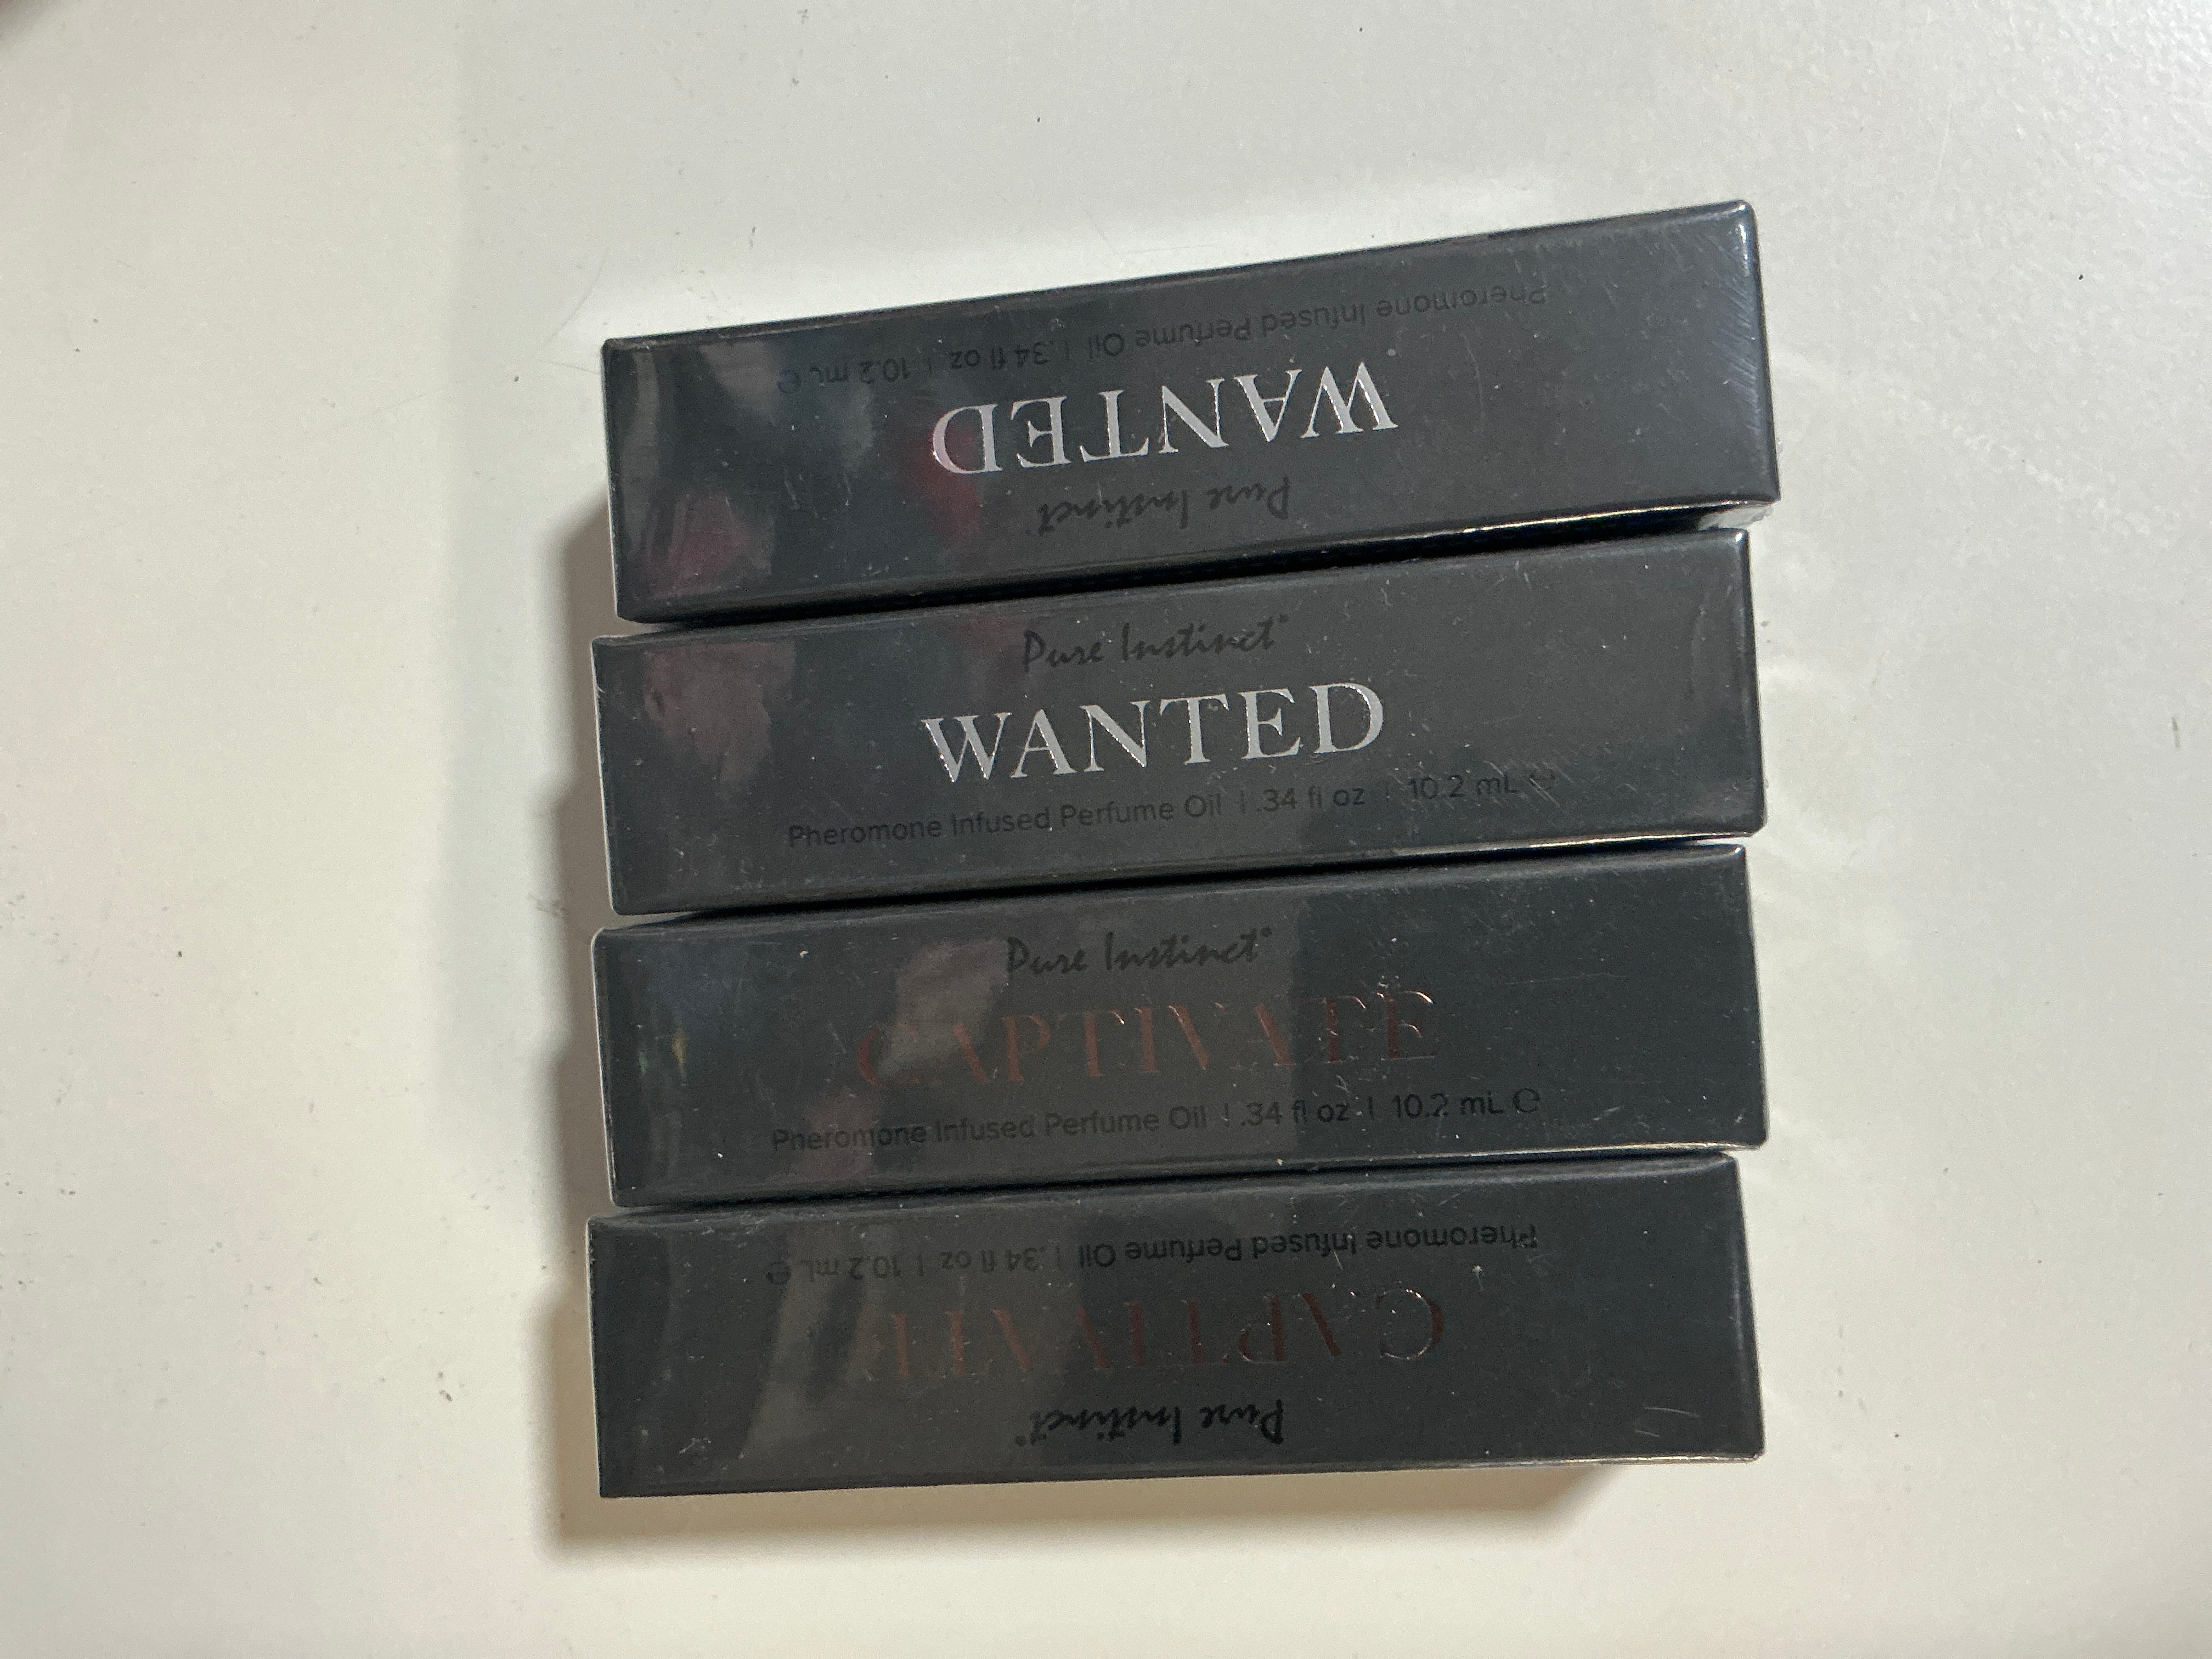 Pheromone Infused Perfume Oil | .34 fl oz | 10.2 mL ℮
WANTED
Pure Instinct
Pure Instinct®
WANTED
Pheromone Infused Perfume Oil | .34 fl oz | 10.2 mL ℮
Pure Instinct®
CAPTIVATE
Pheromone Infused Perfume Oil | .34 fl oz | 10.2 mL ℮
Pheromone Infused Perfume Oil | .34 fl oz | 10.2 mL ℮
CAPTIVATE
Pure Instinct®